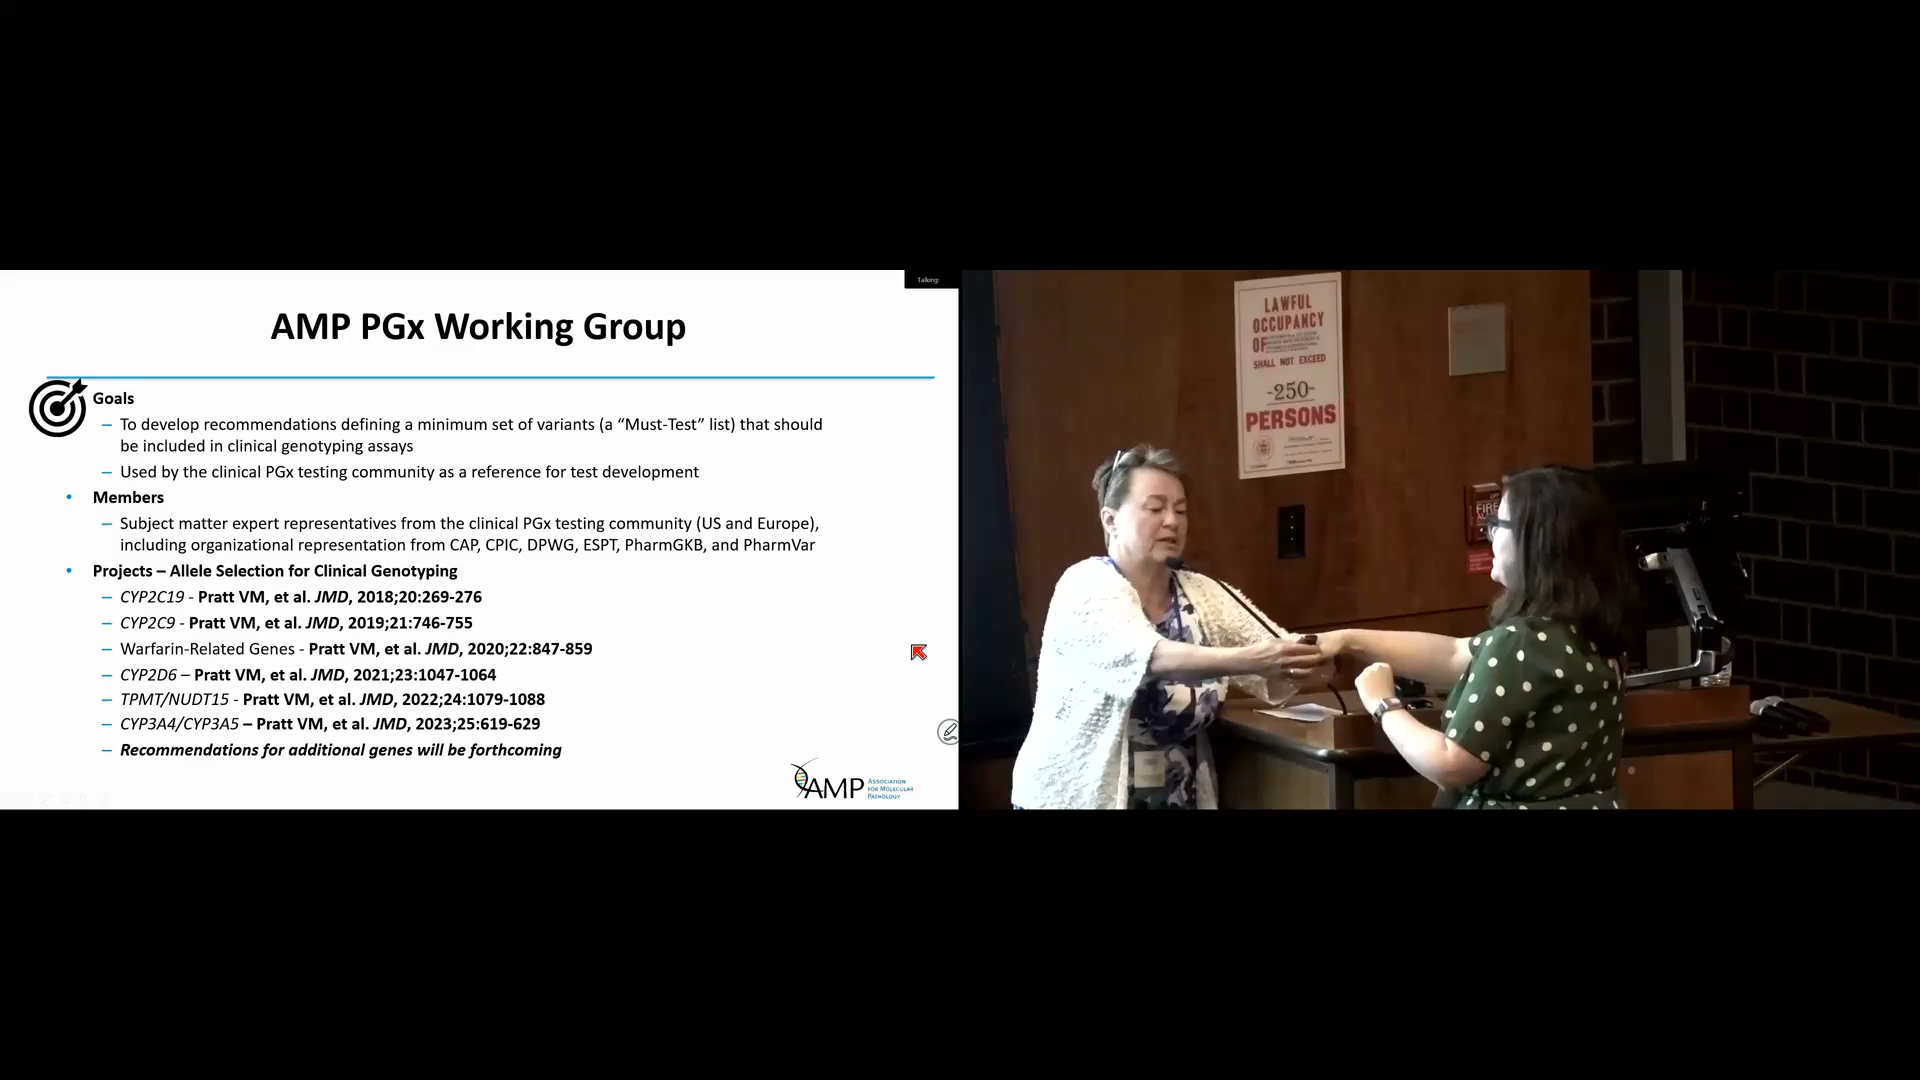 Talking:
AMP PGx Working Group
Goals
– To develop recommendations defining a minimum set of variants (a “Must-Test” list) that should
be included in clinical genotyping assays
– Used by the clinical PGx testing community as a reference for test development
• Members
– Subject matter expert representatives from the clinical PGx testing community (US and Europe),
including organizational representation from CAP, CPIC, DPWG, ESPT, PharmGKB, and PharmVar
• Projects – Allele Selection for Clinical Genotyping
– CYP2C19 - Pratt VM, et al. JMD, 2018;20:269-276
– CYP2C9 - Pratt VM, et al. JMD, 2019;21:746-755
– Warfarin-Related Genes - Pratt VM, et al. JMD, 2020;22:847-859
– CYP2D6 – Pratt VM, et al. JMD, 2021;23:1047-1064
– TPMT/NUDT15 - Pratt VM, et al. JMD, 2022;24:1079-1088
– CYP3A4/CYP3A5 – Pratt VM, et al. JMD, 2023;25:619-629
– Recommendations for additional genes will be forthcoming
AMP
ASSOCIATION
FOR MOLECULAR
PATHOLOGY
LAWFUL
OCCUPANCY
OF
SHALL NOT EXCEED
-250-
PERSONS
FIRE